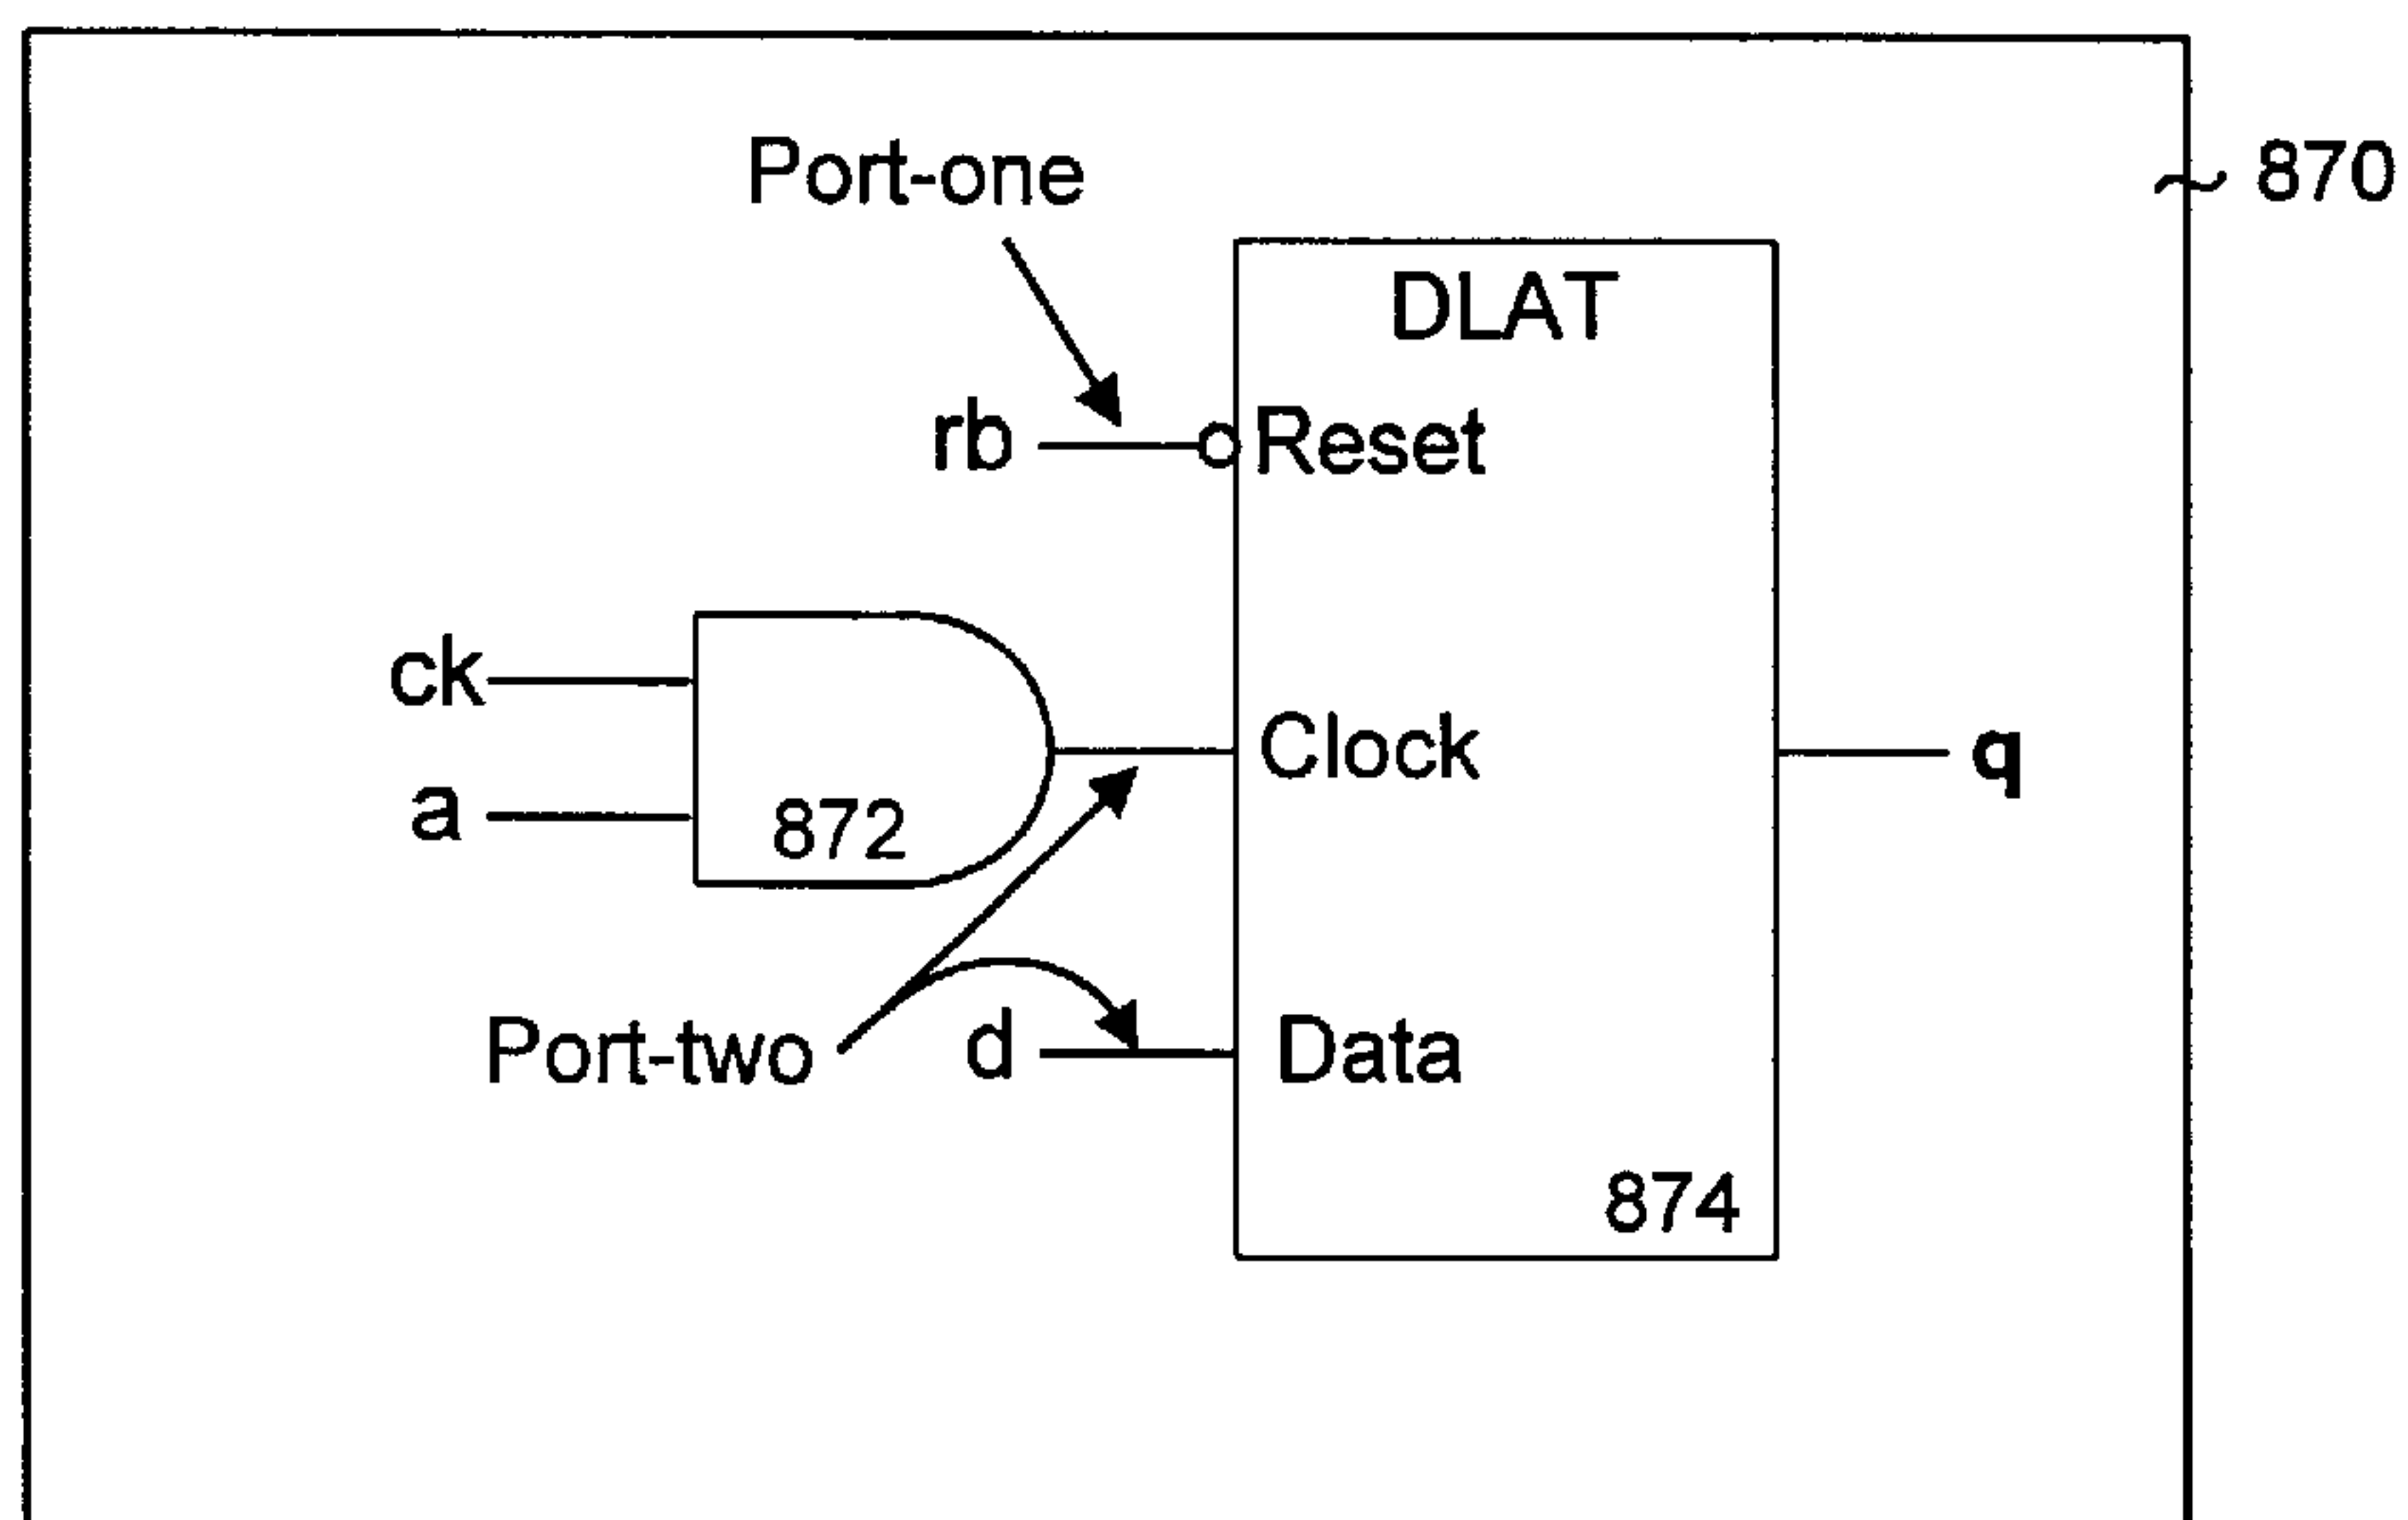 Port-one
870
DLAT
rb
Reset
ck
Clock
q
a
872
Port-two
d
Data
874